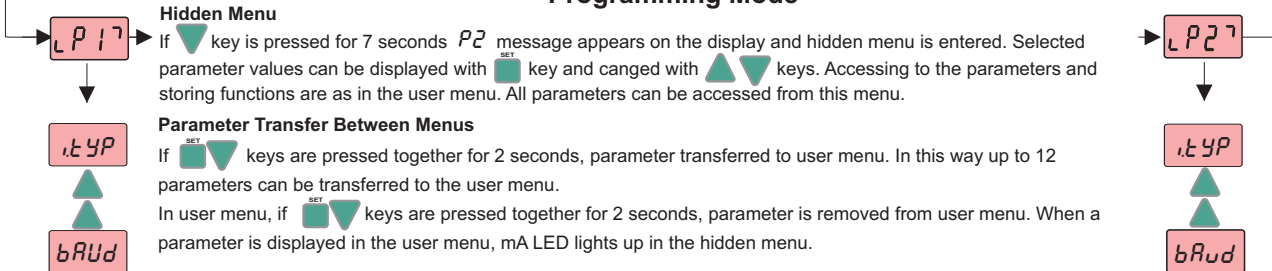 Programming Mode
Hidden Menu
P1
If key is pressed for 7 seconds P2 message appears on the display and hidden menu is entered. Selected
P2
SET
parameter values can be displayed with key and canged with keys. Accessing to the parameters and
storing functions are as in the user menu. All parameters can be accessed from this menu.
Parameter Transfer Between Menus
i.tYP
SET
If keys are pressed together for 2 seconds, parameter transferred to user menu. In this way up to 12
i.tYP
parameters can be transferred to the user menu.
SET
In user menu, if keys are pressed together for 2 seconds, parameter is removed from user menu. When a
parameter is displayed in the user menu, mA LED lights up in the hidden menu.
bAUd
bAud